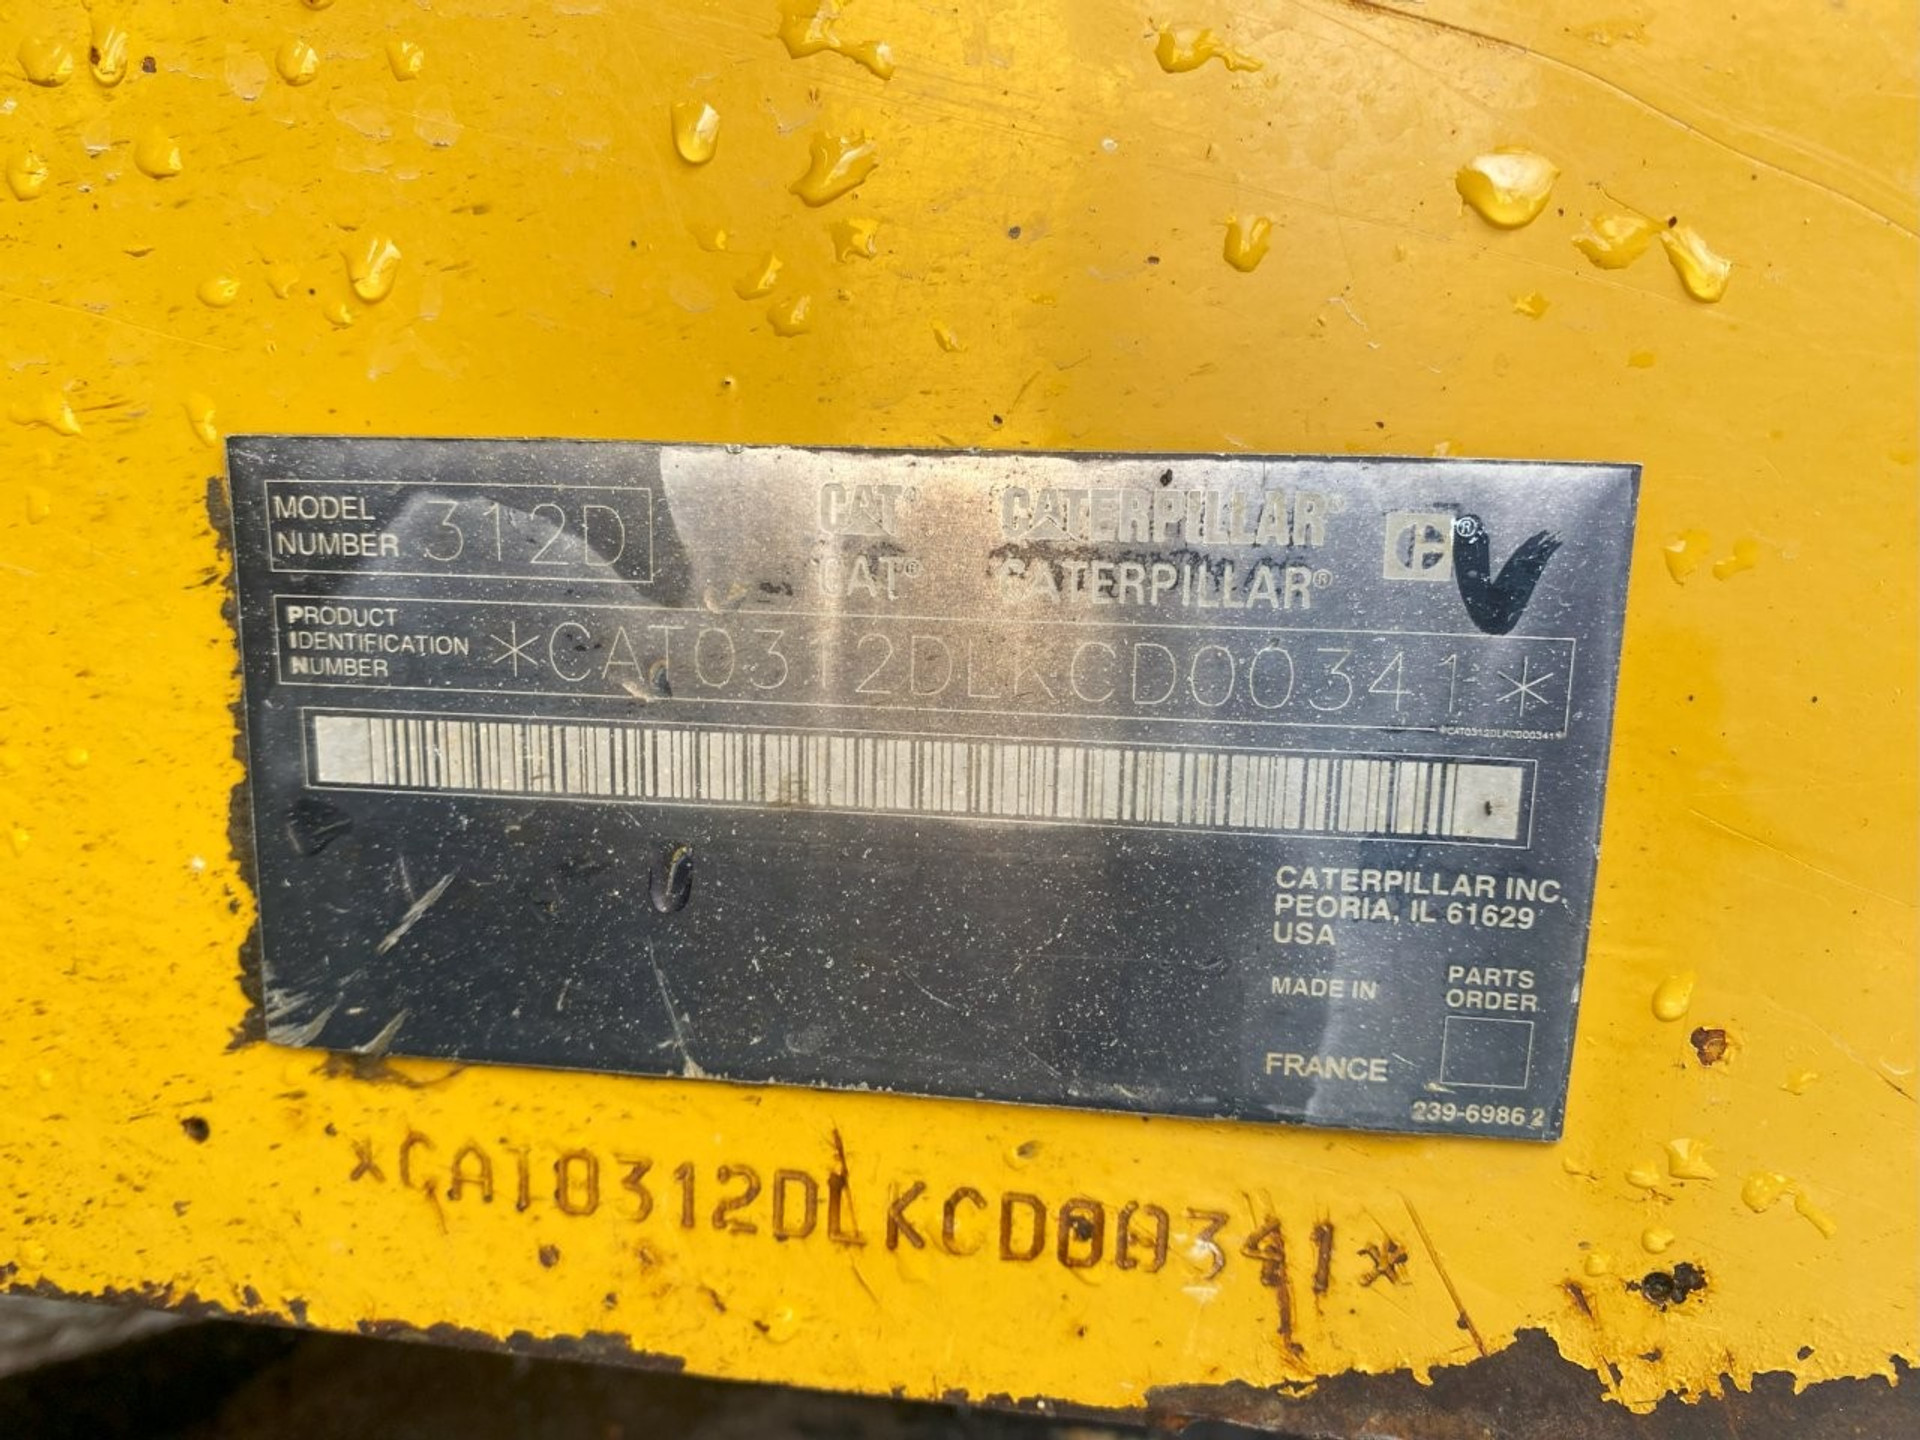 MODEL NUMBER 312D
CAT® CATERPILLAR®
CAT® CATERPILLAR®
PRODUCT IDENTIFICATION NUMBER *CAT0312DLKCD00341*
*CAT0312DLKCD00341*
CATERPILLAR INC.
PEORIA, IL 61629
USA
MADE IN
FRANCE
PARTS
ORDER
239-6986 2
*CAT0312DLKCD00341*